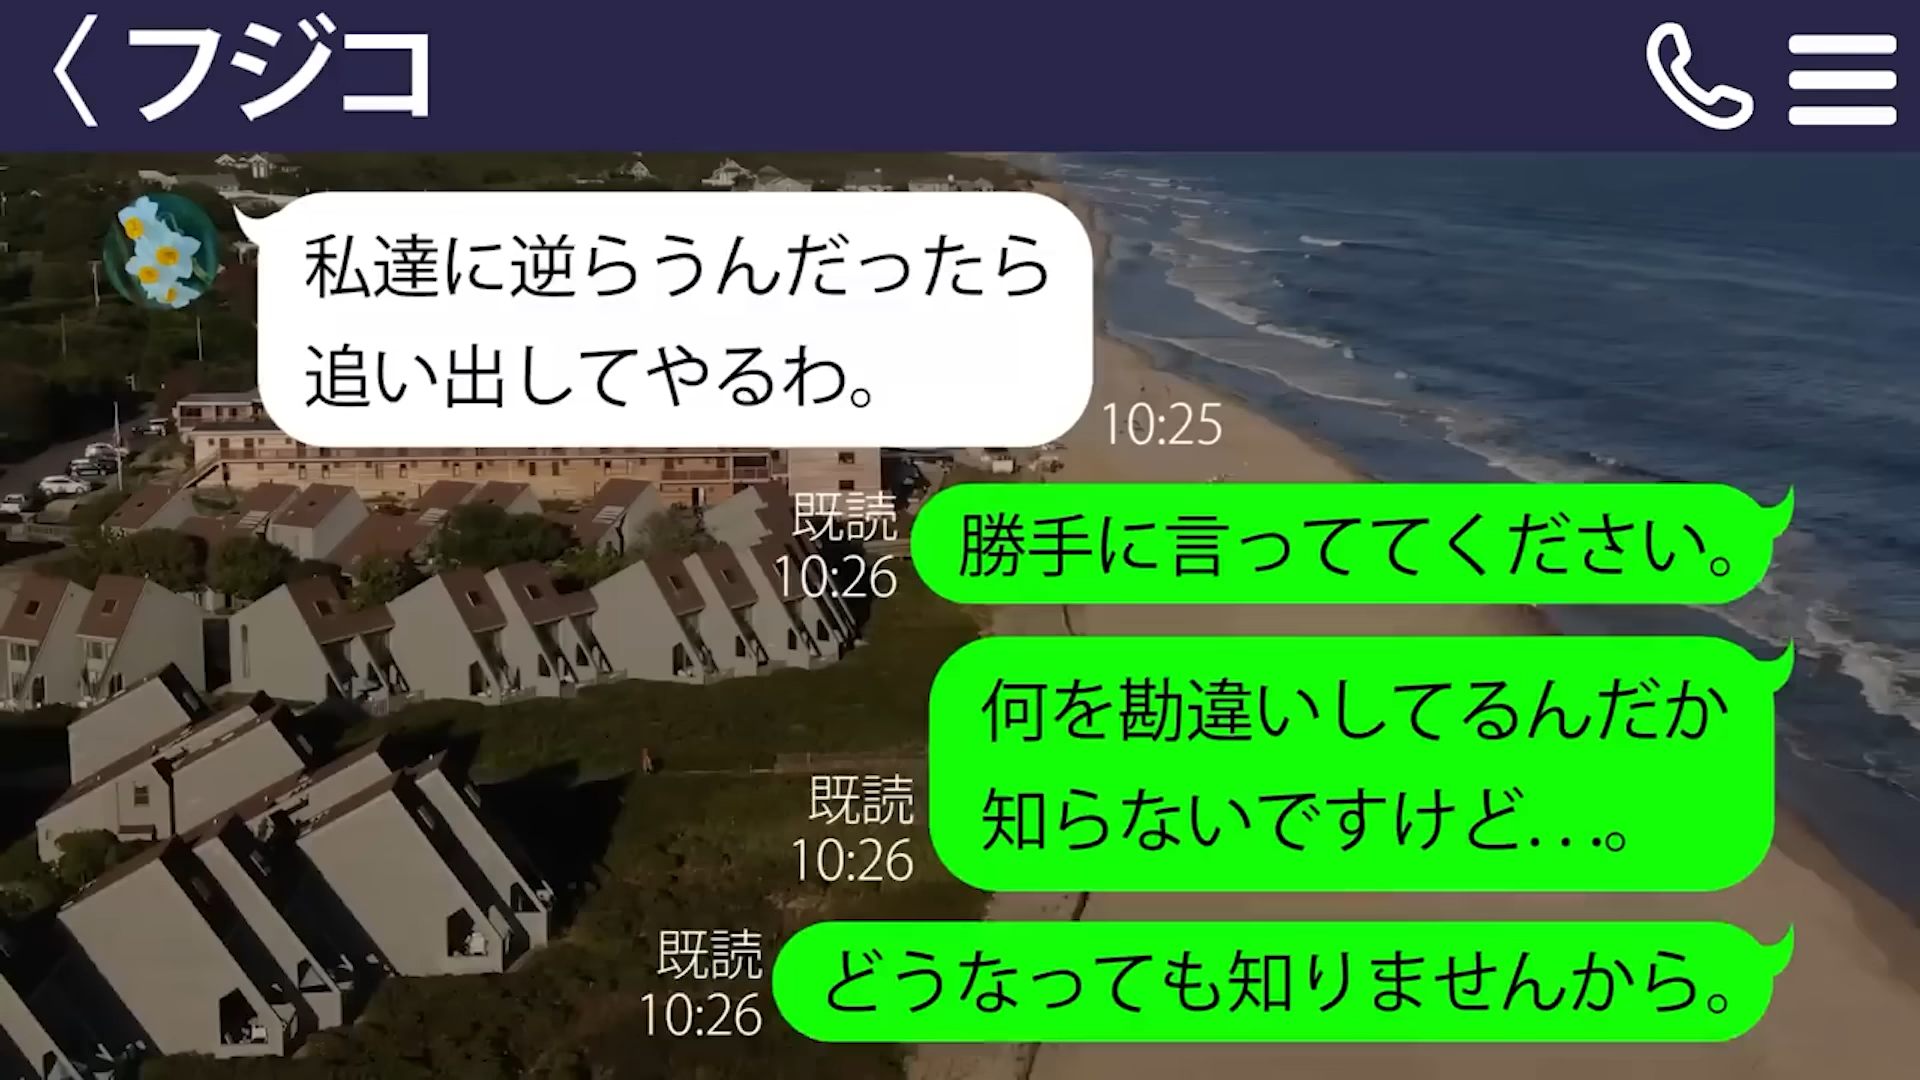 フジコ
私達に逆らうんだったら
追い出してやるわ。
10:25
既読
10:26
勝手に言っててください。
何を勘違いしてるんだか
知らないですけど...。
既読
10:26
既読
10:26
どうなっても知りませんから。